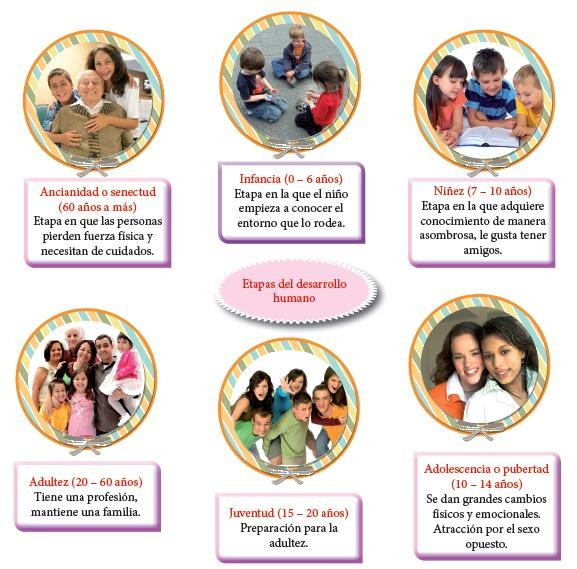 Ancianidad o senectud
(60 años a más)
Etapa en que las personas
pierden fuerza física y
necesitan de cuidados.
Infancia (0 – 6 años)
Etapa en la que el niño
empieza a conocer el
entorno que lo rodea.
Niñez (7 – 10 años)
Etapa en la que adquiere
conocimiento de manera
asombrosa, le gusta tener
amigos.
Etapas del desarrollo
humano
Adultez (20 – 60 años)
Tiene una profesión,
mantiene una familia.
Juventud (15 – 20 años)
Preparación para la
adultez.
Adolescencia o pubertad
(10 – 14 años)
Se dan grandes cambios
físicos y emocionales.
Atracción por el sexo
opuesto.